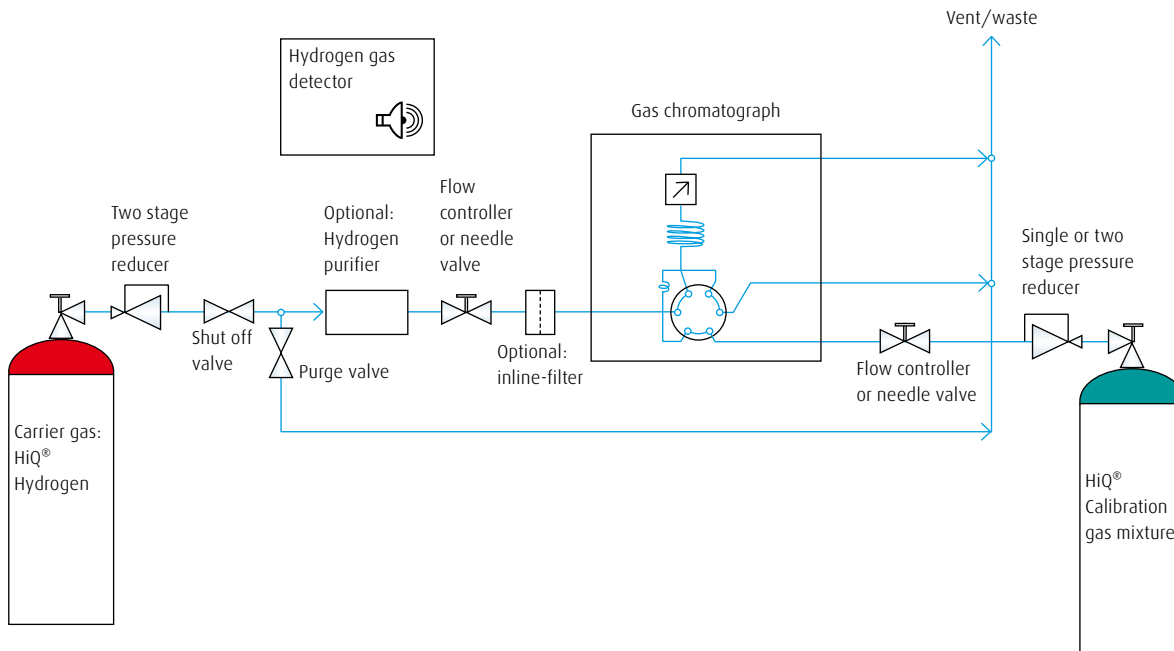 Vent/waste
Hydrogen gas
detector
Gas chromatograph
Two stage
pressure
reducer
Optional:
Hydrogen
purifier
Flow
controller
or needle
valve
Single or two
stage pressure
reducer
Shut off
valve
Purge valve
Optional:
inline-filter
Flow controller
or needle valve
Carrier gas:
HiQ®
Hydrogen
HiQ®
Calibration
gas mixture